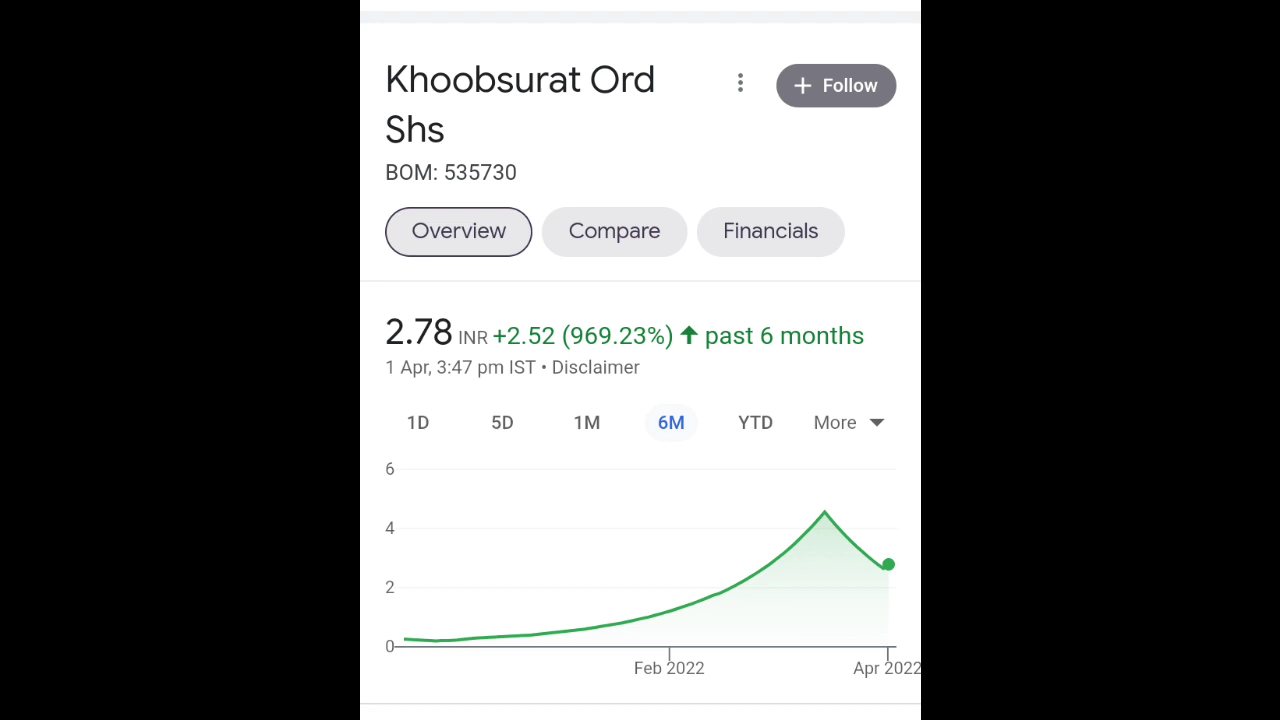 Khoobsurat Ord
Shs
+ Follow
BOM: 535730
Overview Compare Financials
2.78 INR +2.52 (969.23%) ↑ past 6 months
1 Apr, 3:47 pm IST • Disclaimer
1D 5D 1M 6M YTD More
6
4
2
0
Feb 2022 Apr 2022